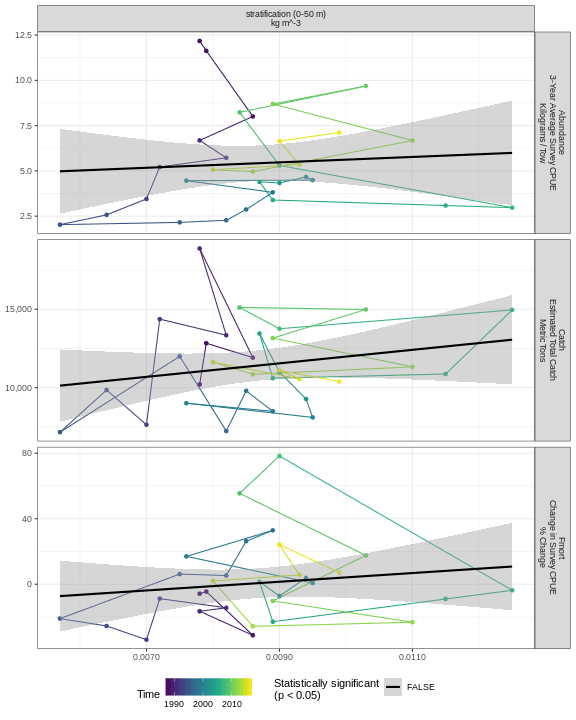 stratification (0-50 m)
kg m^-3
12.5
10.0
7.5
5.0
2.5
Abundance
3-Year Average Survey CPUE
Kilograms / Tow
15,000
10,000
Catch
Estimated Total Catch
Metric Tons
80
40
0
Fmort
Change in Survey CPUE
% Change
0.0070
0.0090
0.0110
Time
1990
2000
2010
Statistically significant
(p < 0.05)
FALSE